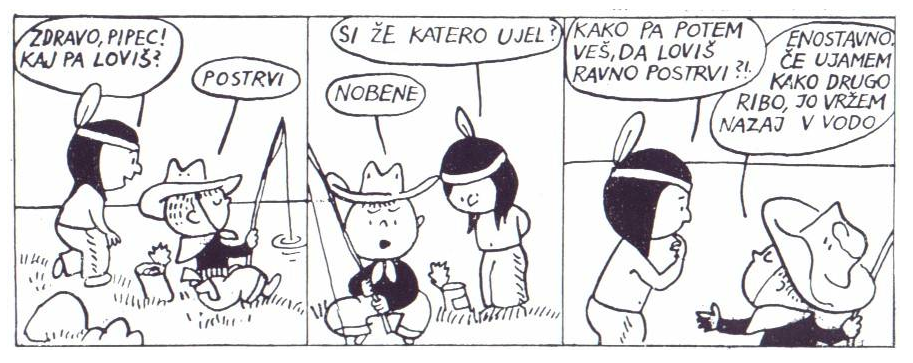 ZDRAVO, PIPEC!
KAJ PA LOVIŠ?
POSTRVI
SI ŽE KATERO UJEL?
NOBENE
KAKO PA POTEM
VEŠ, DA LOVIŠ
RAVNO POSTRVI?!.
ENOSTAVNO,
ČE UJAMEM
KAKO DRUGO
RIBO, JO VRŽEM
NAZAJ V VODO